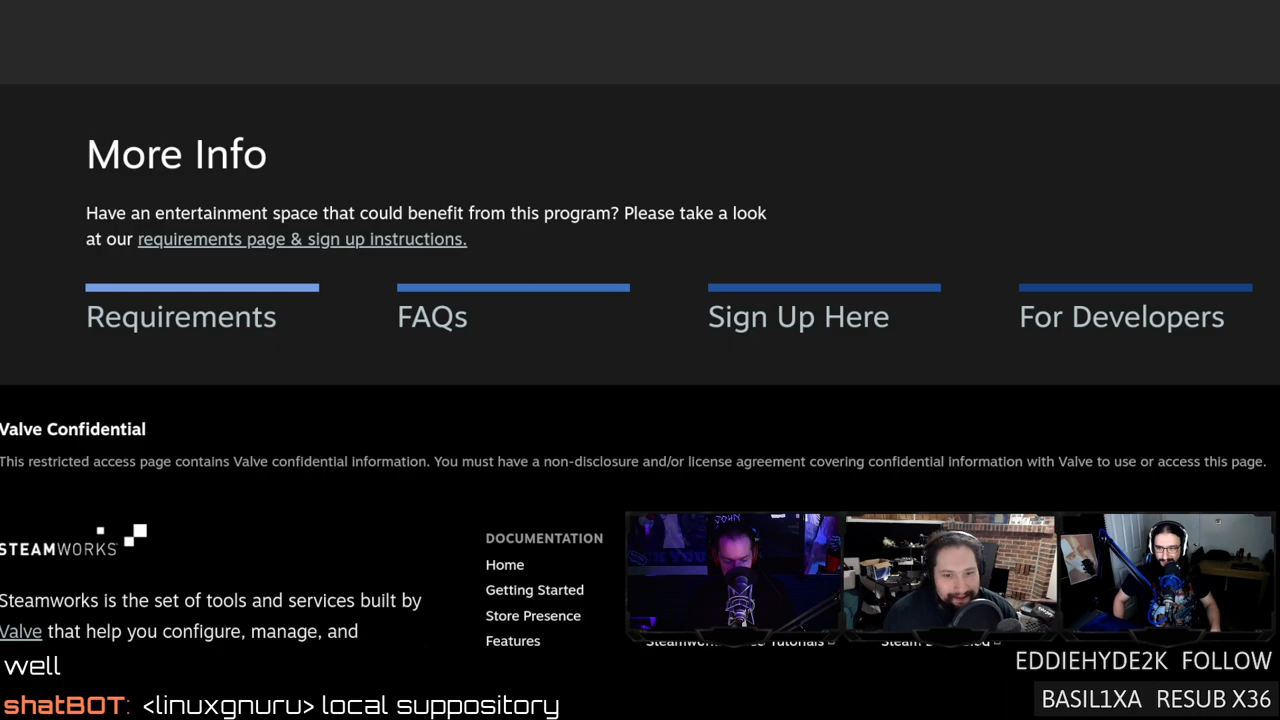 More Info
Have an entertainment space that could benefit from this program? Please take a look
at our requirements page & sign up instructions.
Requirements
FAQs
Sign Up Here
For Developers
Valve Confidential
This restricted access page contains Valve confidential information. You must have a non-disclosure and/or license agreement covering confidential information with Valve to use or access this page.
STEAMWORKS
Steamworks is the set of tools and services built by
Valve that help you configure, manage, and
DOCUMENTATION
Home
Getting Started
Store Presence
Features
JOHN
Tutorials
well
shatBOT: <linuxgnuru> local suppository
EDDIEHYDE2K FOLLOW
BASIL1XA RESUB X36